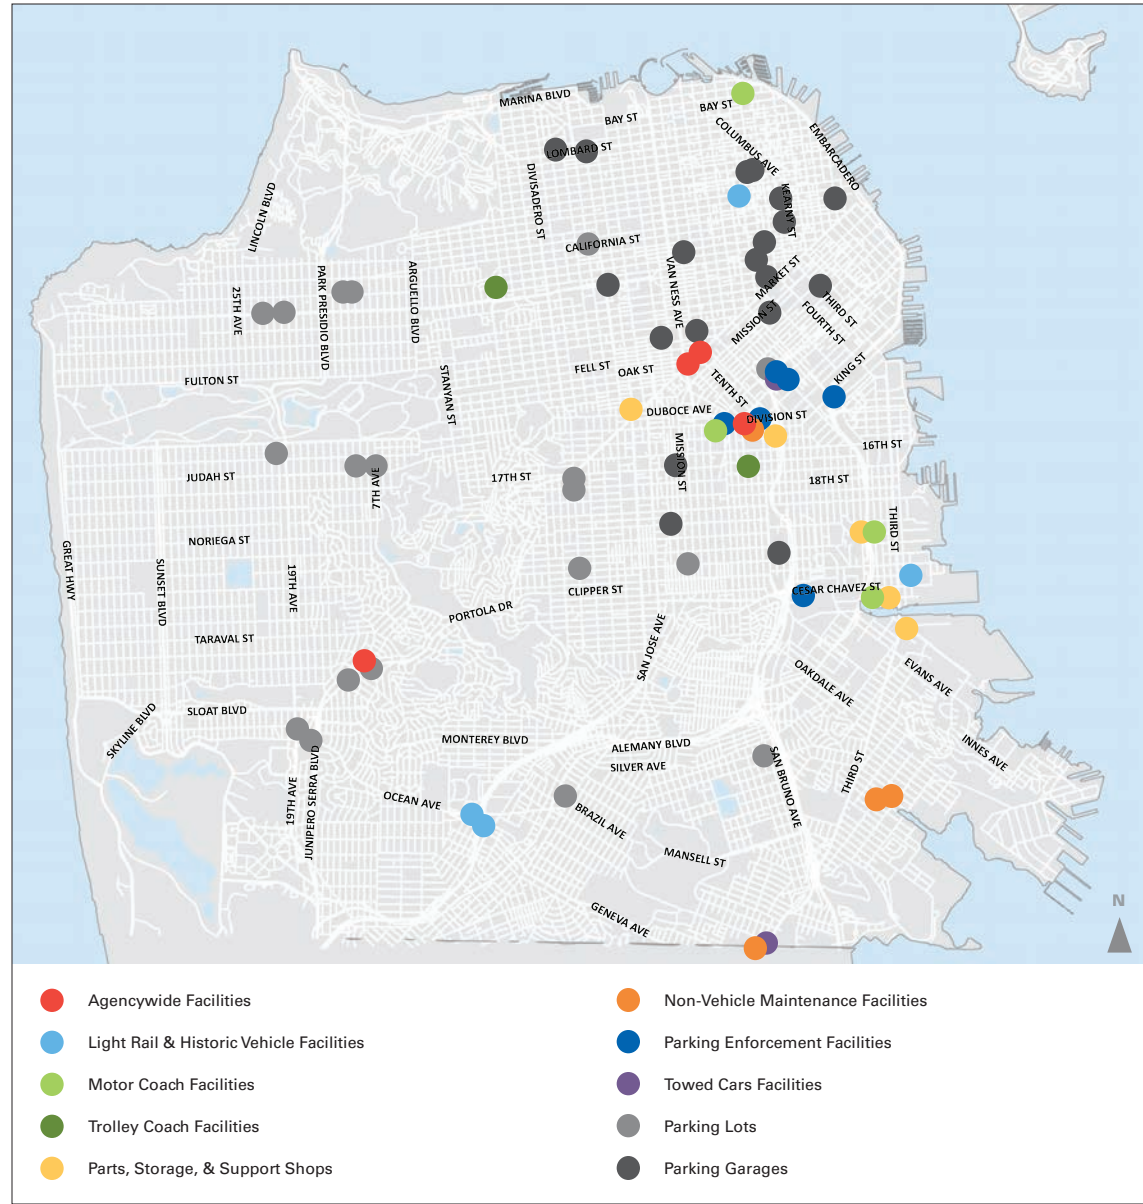 MARINA BLVD
BAY ST
BAY ST
LOMBARD ST
COLUMBUS AVE
EMBARCADERO
DIVISADERO ST
KEARNY ST
LINCOLN BLVD
CALIFORNIA ST
VAN NESS AVE
MARKET ST
25TH AVE
PARK PRESIDIO BLVD
ARGUELLO BLVD
MISSION ST
THIRD ST
FOURTH ST
KING ST
FULTON ST
STANYAN ST
FELL ST
OAK ST
TENTH ST
DUBOCE AVE
DIVISION ST
16TH ST
JUDAH ST
7TH AVE
17TH ST
MISSION ST
18TH ST
NORIEGA ST
THIRD ST
GREAT HWY
SUNSET BLVD
19TH AVE
CLIPPER ST
CESAR CHAVEZ ST
PORTOLA DR
TARAVAL ST
SAN JOSE AVE
OAKDALE AVE
EVANS AVE
SKYLINE BLVD
SLOAT BLVD
MONTEREY BLVD
ALEMANY BLVD
SILVER AVE
SAN BRUNO AVE
THIRD ST
INNES AVE
19TH AVE
JUNIPERO SERRA BLVD
OCEAN AVE
BRAZIL AVE
MANSELL ST
GENEVA AVE
N
Agencywide Facilities
Light Rail & Historic Vehicle Facilities
Motor Coach Facilities
Trolley Coach Facilities
Parts, Storage, & Support Shops
Non-Vehicle Maintenance Facilities
Parking Enforcement Facilities
Towed Cars Facilities
Parking Lots
Parking Garages